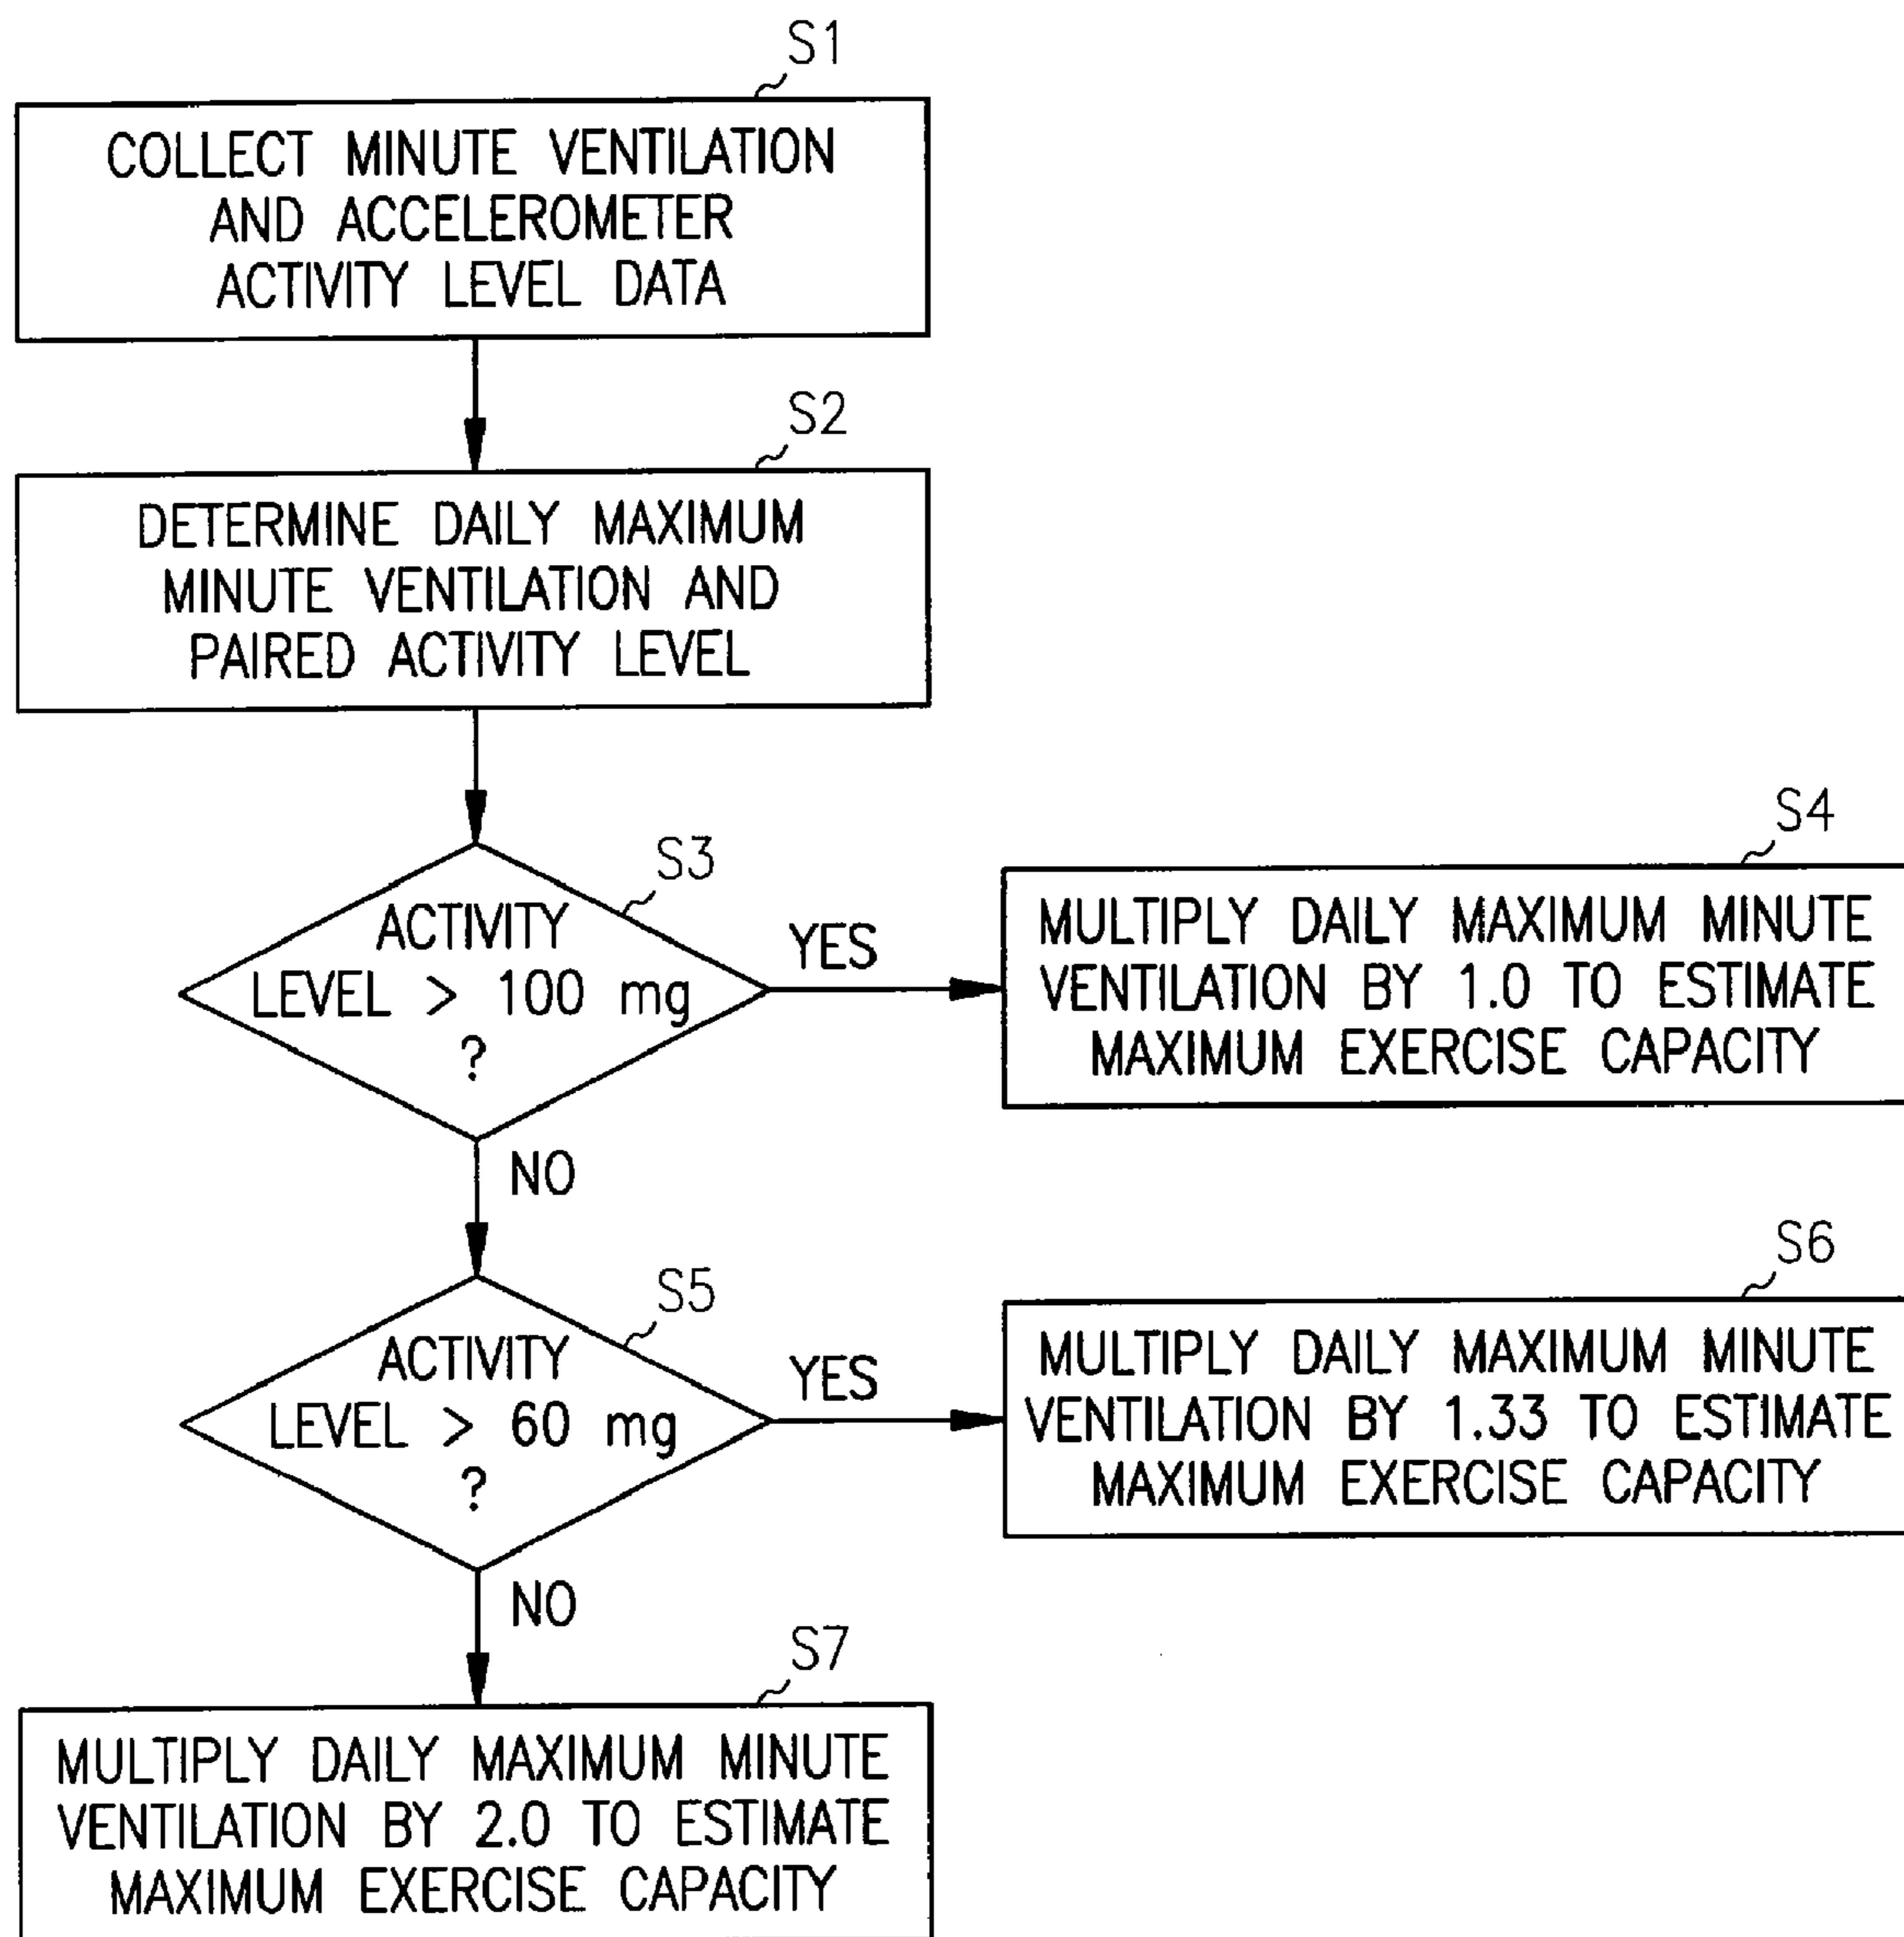 S1
COLLECT MINUTE VENTILATION
AND ACCELEROMETER
ACTIVITY LEVEL DATA
S2
DETERMINE DAILY MAXIMUM
MINUTE VENTILATION AND
PAIRED ACTIVITY LEVEL
S3
ACTIVITY
LEVEL > 100 mg
?
YES
S4
MULTIPLY DAILY MAXIMUM MINUTE
VENTILATION BY 1.0 TO ESTIMATE
MAXIMUM EXERCISE CAPACITY
NO
S5
ACTIVITY
LEVEL > 60 mg
?
YES
S6
MULTIPLY DAILY MAXIMUM MINUTE
VENTILATION BY 1.33 TO ESTIMATE
MAXIMUM EXERCISE CAPACITY
NO
S7
MULTIPLY DAILY MAXIMUM MINUTE
VENTILATION BY 2.0 TO ESTIMATE
MAXIMUM EXERCISE CAPACITY